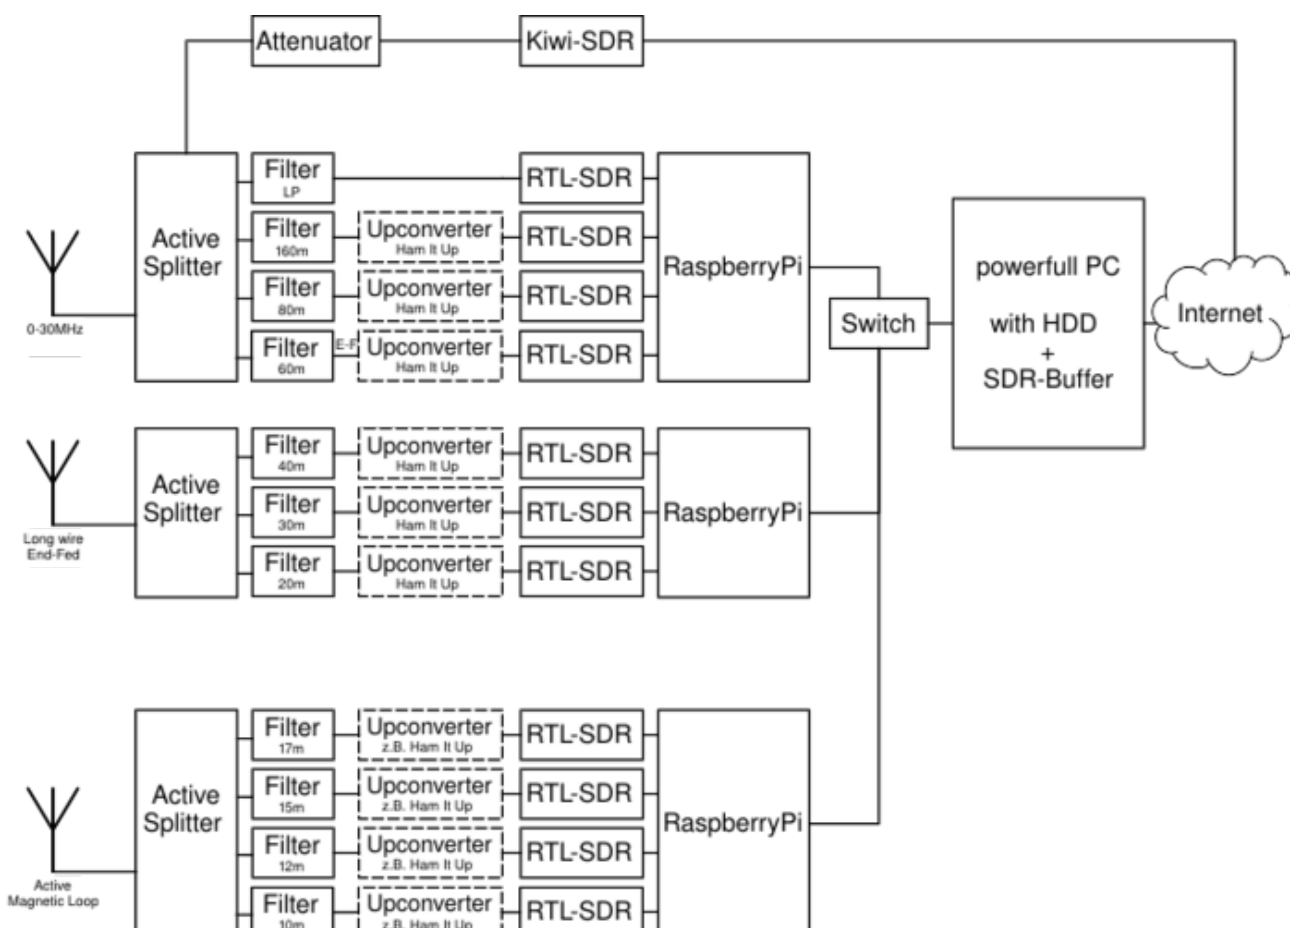 Attenuator
Kiwi-SDR
Active
Splitter
0-30MHz
Filter
LP
RTL-SDR
Filter
160m
Upconverter
Ham It Up
RTL-SDR
Filter
80m
Upconverter
Ham It Up
RTL-SDR
Filter
60m
E-F
Upconverter
Ham It Up
RTL-SDR
RaspberryPi
Switch
powerfull PC
with HDD
+
SDR-Buffer
Internet
Long wire
End-Fed
Active
Splitter
Filter
40m
Upconverter
Ham It Up
RTL-SDR
Filter
30m
Upconverter
Ham It Up
RTL-SDR
Filter
20m
Upconverter
Ham It Up
RTL-SDR
RaspberryPi
Active
Magnetic Loop
Active
Splitter
Filter
17m
Upconverter
z.B. Ham It Up
RTL-SDR
Filter
15m
Upconverter
z.B. Ham It Up
RTL-SDR
Filter
12m
Upconverter
z.B. Ham It Up
RTL-SDR
Filter
10m
Upconverter
z.B. Ham It Up
RTL-SDR
RaspberryPi